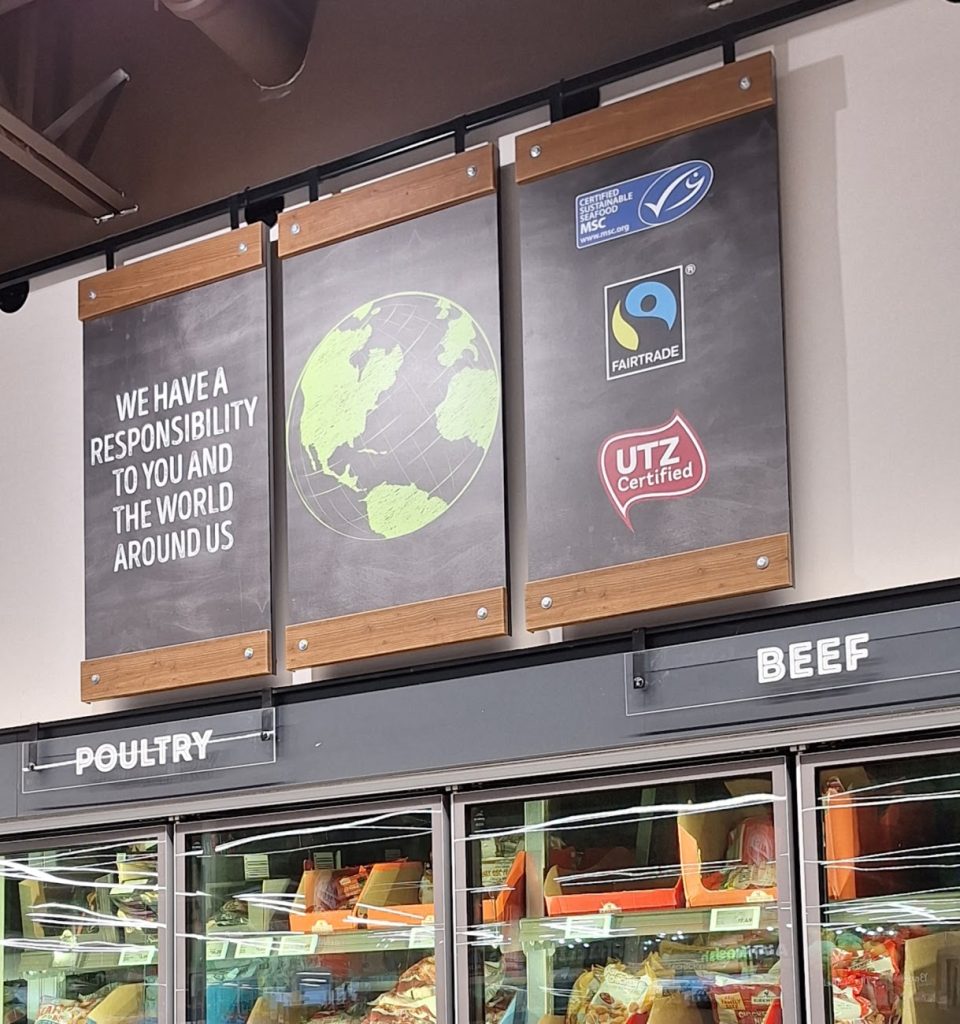 WE HAVE A
RESPONSIBILITY
TO YOU AND
THE WORLD
AROUND US
CERTIFIED
SUSTAINABLE
SEAFOOD
MSC
www.msc.org
®
FAIRTRADE
UTZ
Certified
POULTRY
BEEF